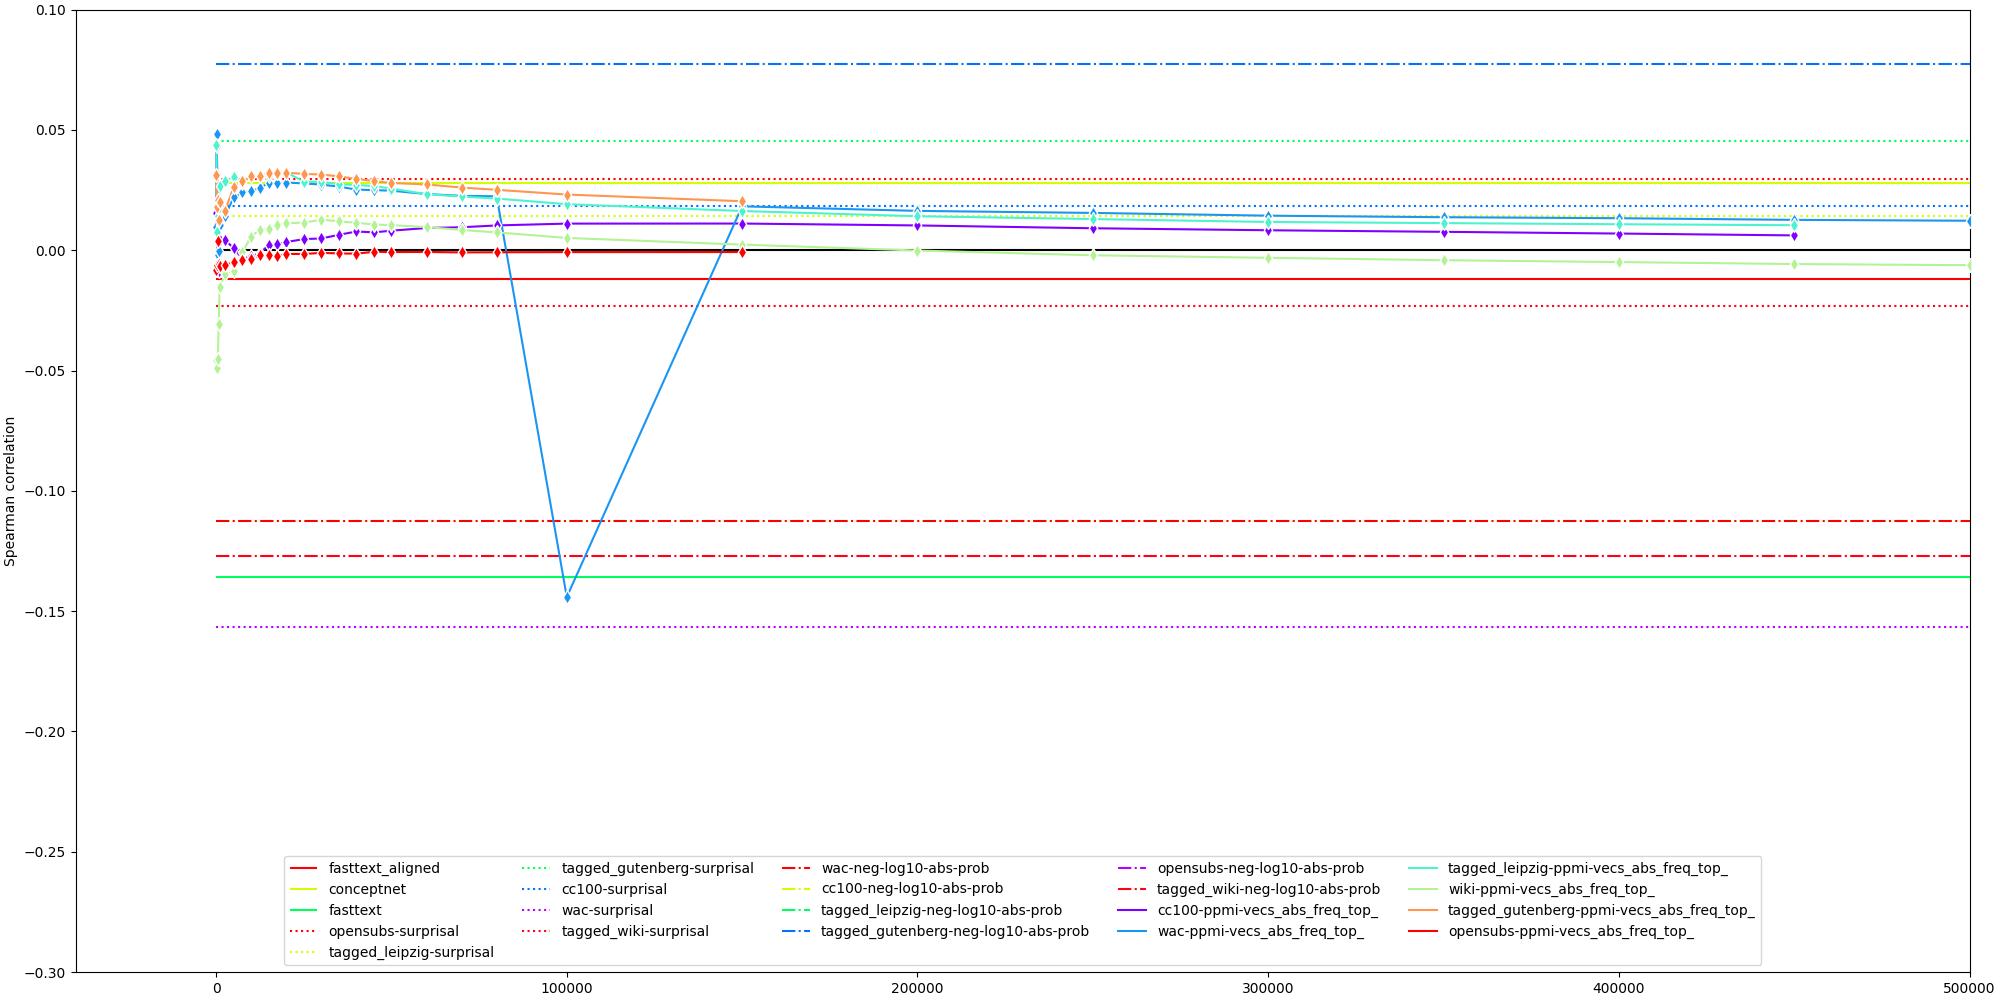 0.10
0.05
0.00
−0.05
−0.10
−0.15
−0.20
−0.25
−0.30
Spearman correlation
0
100000
200000
300000
400000
500000
fasttext_aligned
conceptnet
fasttext
opensubs-surprisal
tagged_leipzig-surprisal
tagged_gutenberg-surprisal
cc100-surprisal
wac-surprisal
tagged_wiki-surprisal
wac-neg-log10-abs-prob
cc100-neg-log10-abs-prob
tagged_leipzig-neg-log10-abs-prob
tagged_gutenberg-neg-log10-abs-prob
opensubs-neg-log10-abs-prob
tagged_wiki-neg-log10-abs-prob
cc100-ppmi-vecs_abs_freq_top_
wac-ppmi-vecs_abs_freq_top_
tagged_leipzig-ppmi-vecs_abs_freq_top_
wiki-ppmi-vecs_abs_freq_top_
tagged_gutenberg-ppmi-vecs_abs_freq_top_
opensubs-ppmi-vecs_abs_freq_top_